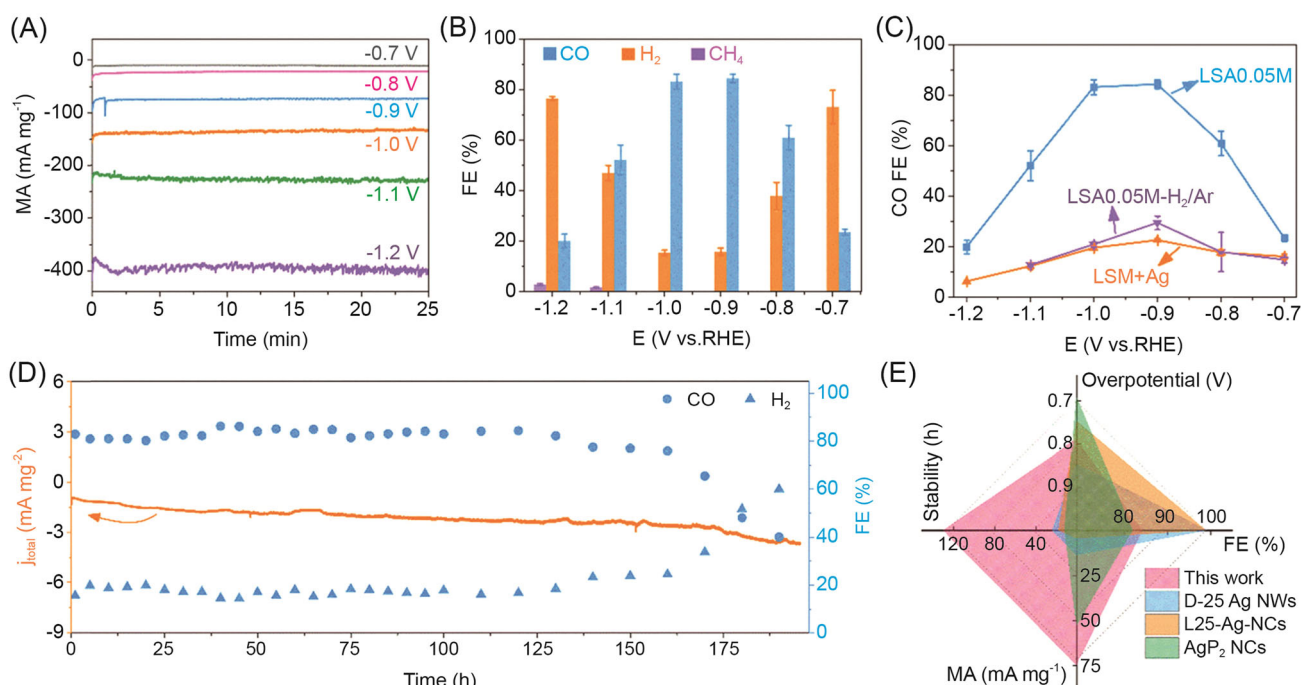 (A)
MA (mA mg⁻¹)
0
-100
-200
-300
-400
-0.7 V
-0.8 V
-0.9 V
-1.0 V
-1.1 V
-1.2 V
0 5 10 15 20 25
Time (min)
(B)
FE (%)
100
80
60
40
20
0
CO H₂ CH₄
-1.2 -1.1 -1.0 -0.9 -0.8 -0.7
E (V vs.RHE)
(C)
CO FE (%)
100
80
60
40
20
0
LSA0.05M
LSA0.05M-H₂/Ar
LSM+Ag
-1.2 -1.1 -1.0 -0.9 -0.8 -0.7
E (V vs.RHE)
(D)
j_total (mA mg⁻²)
6
3
0
-3
-6
-9
CO H₂
100
80
60
40
20
0
FE (%)
0 25 50 75 100 125 150 175
Time (h)
(E)
Overpotential (V)
0.7
0.8
0.9
Stability (h)
120 80 40
80 90 100
FE (%)
25
50
75
MA (mA mg⁻¹)
This work
D-25 Ag NWs
L25-Ag-NCs
AgP₂ NCs